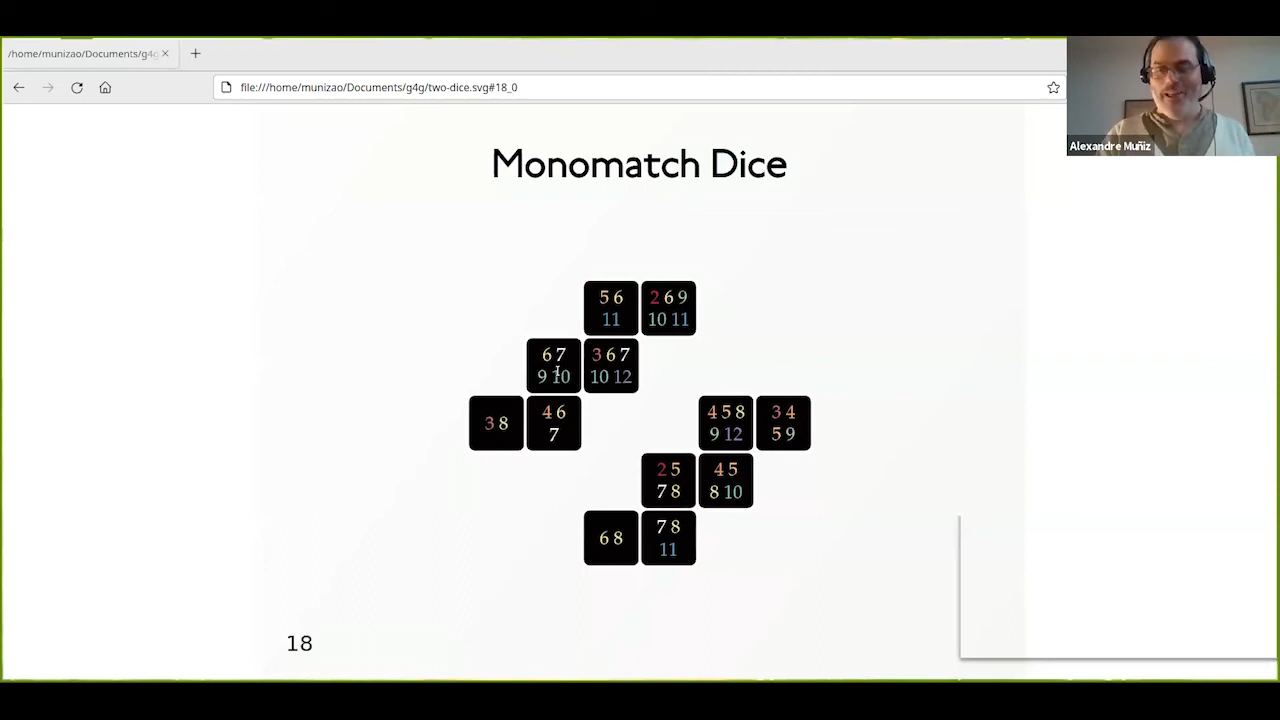 /home/munizao/Documents/g4g
file:///home/munizao/Documents/g4g/two-dice.svg#18_0
Alexandre Muñiz
Monomatch Dice
5 6
11
2 6 9
10 11
6 7
9 10
3 6 7
10 12
3 8
4 6
7
4 5 8
9 12
3 4
5 9
2 5
7 8
4 5
8 10
6 8
7 8
11
18